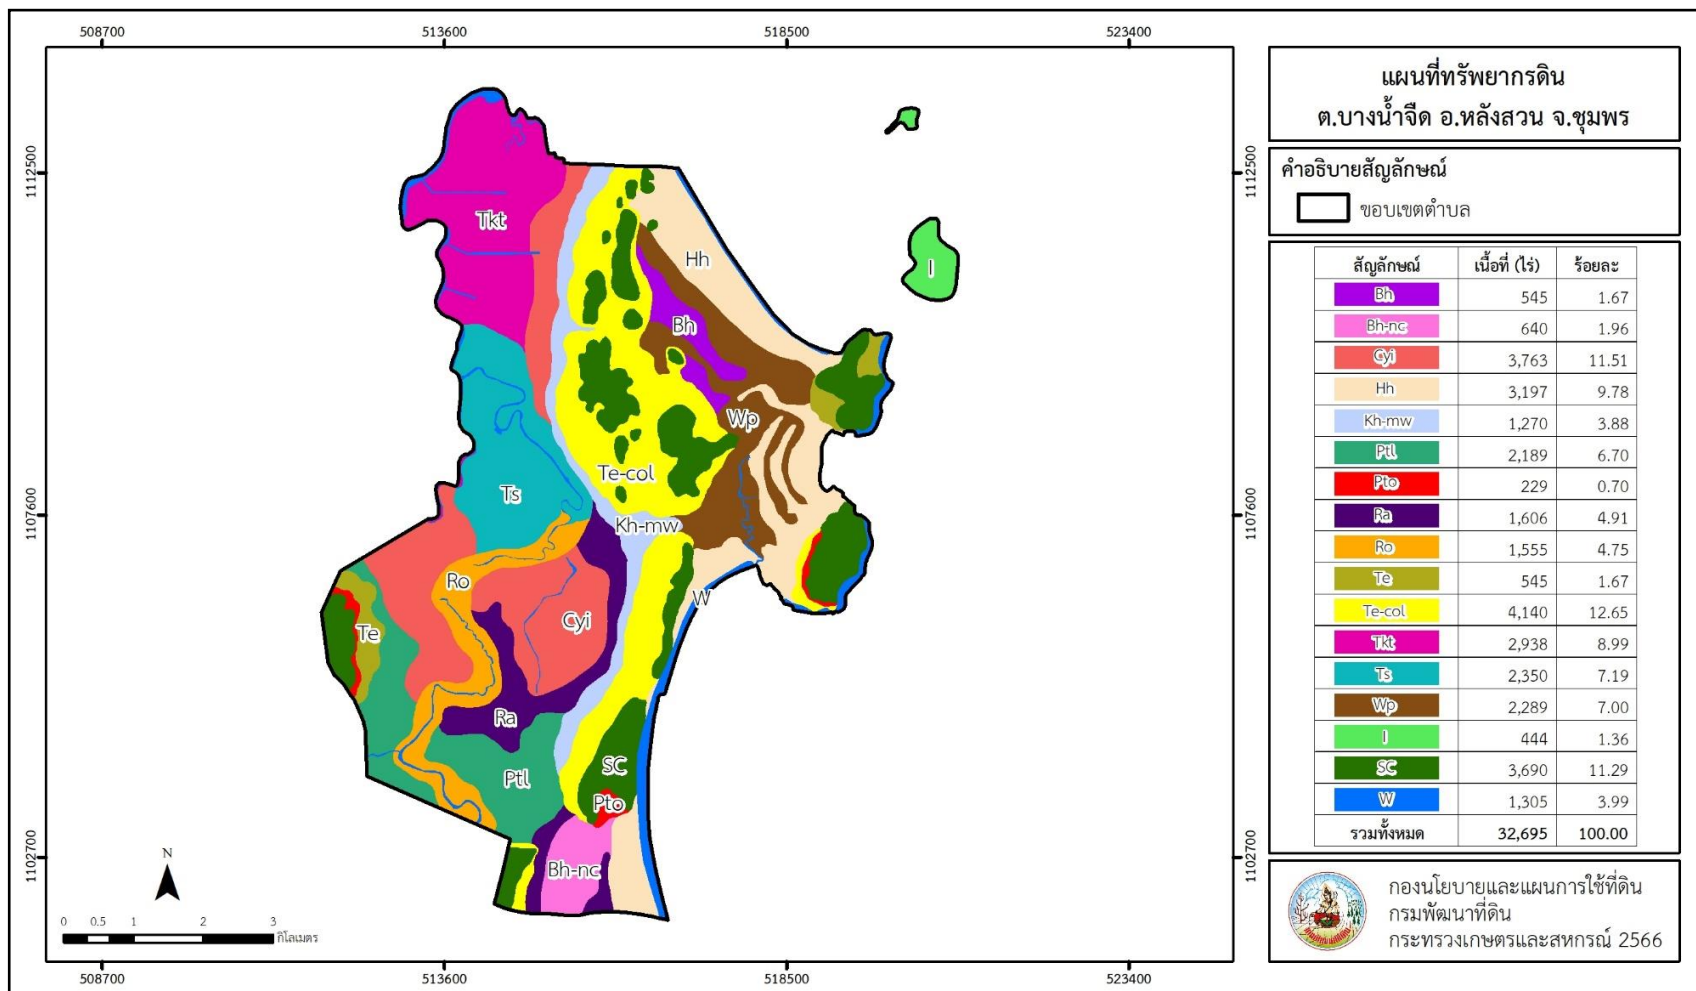 508700 513600 518500 523400
แผนที่ทรัพยากรดิน
ต.บางน้ำจืด อ.หลังสวน จ.ชุมพร
คำอธิบายสัญลักษณ์
ขอบเขตตำบล
สัญลักษณ์ เนื้อที่ (ไร่) ร้อยละ
Bh 545 1.67
Bh-nc 640 1.96
Cyi 3,763 11.51
Hh 3,197 9.78
Kh-mw 1,270 3.88
Ptl 2,189 6.70
Pto 229 0.70
Ra 1,606 4.91
Ro 1,555 4.75
Te 545 1.67
Te-col 4,140 12.65
Tkt 2,938 8.99
Ts 2,350 7.19
Wp 2,289 7.00
I 444 1.36
SC 3,690 11.29
W 1,305 3.99
รวมทั้งหมด 32,695 100.00
กองนโยบายและแผนการใช้ที่ดิน
กรมพัฒนาที่ดิน
กระทรวงเกษตรและสหกรณ์ 2566
1112500 1112500
1107600 1107600
1102700 1102700
Tkt
Hh
I
Bh
Wp
Te-col
Ts
Kh-mw
Ro
W
Cyi
Te
Ra
SC
Ptl
Pto
Bh-nc
N
0 0.5 1 2 3
กิโลเมตร
508700 513600 518500 523400